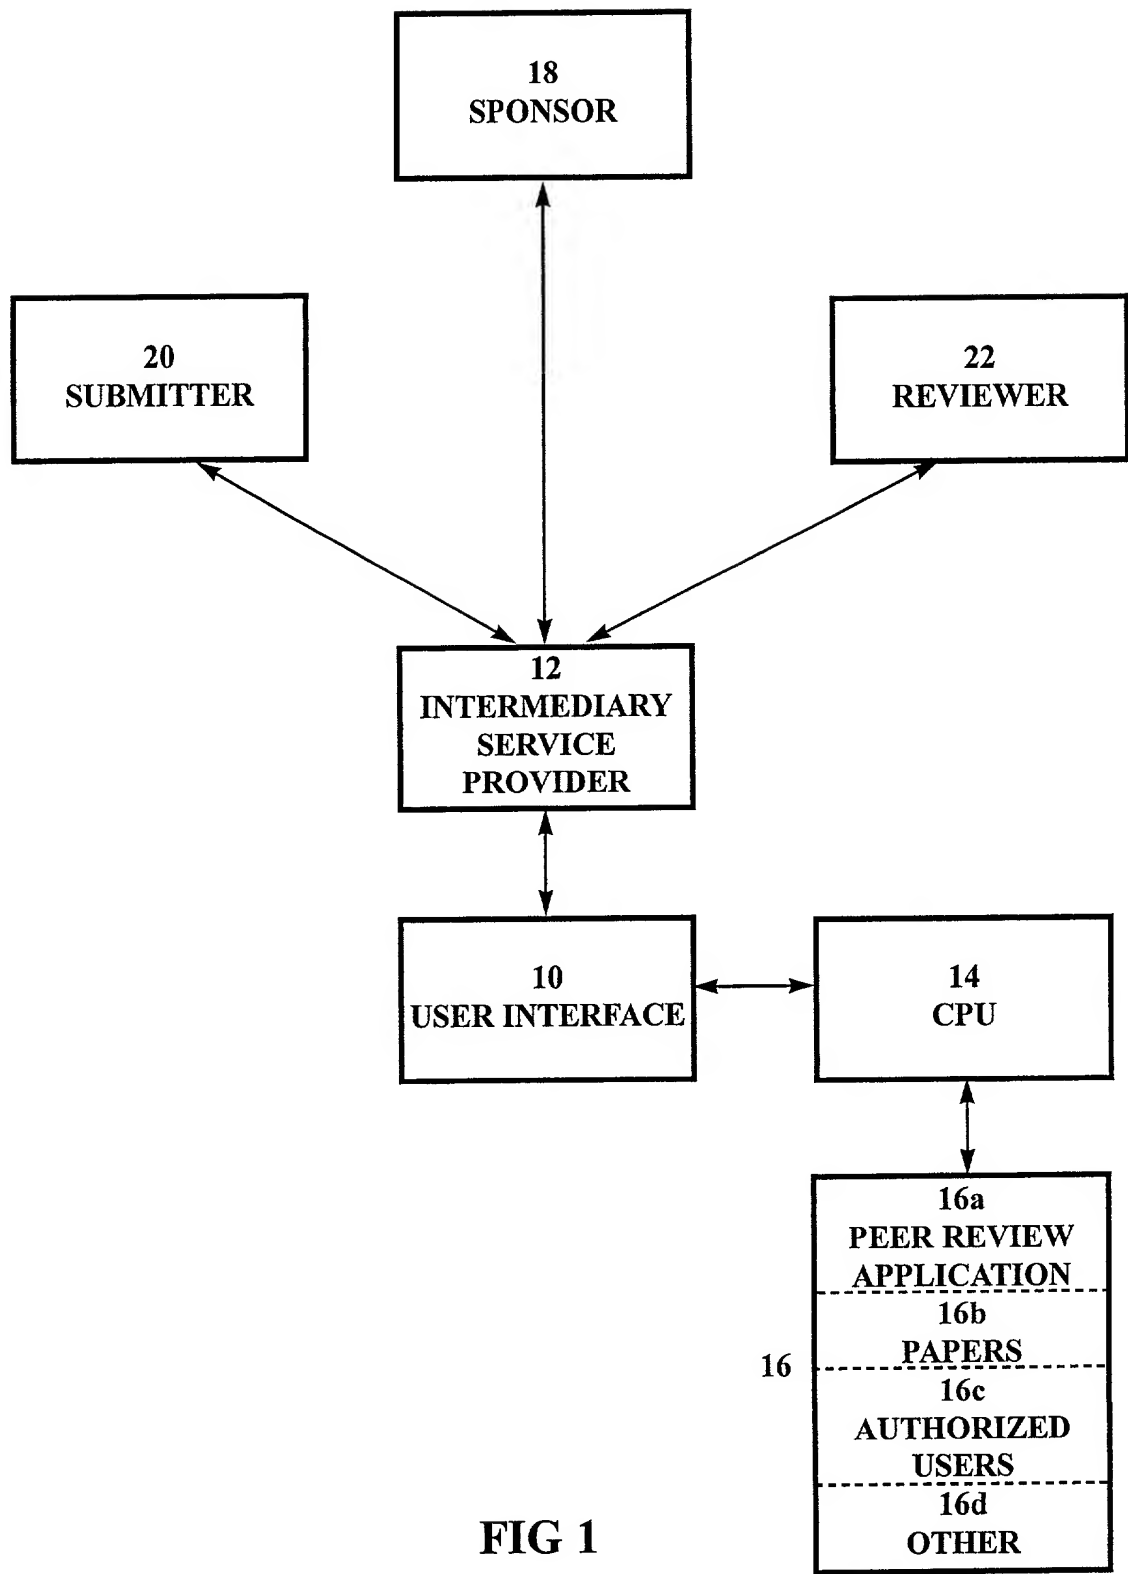 18
SPONSOR
20
SUBMITTER
22
REVIEWER
12
INTERMEDIARY
SERVICE
PROVIDER
10
USER INTERFACE
14
CPU
16
16a
PEER REVIEW
APPLICATION
16b
PAPERS
16c
AUTHORIZED
USERS
16d
OTHER
FIG 1